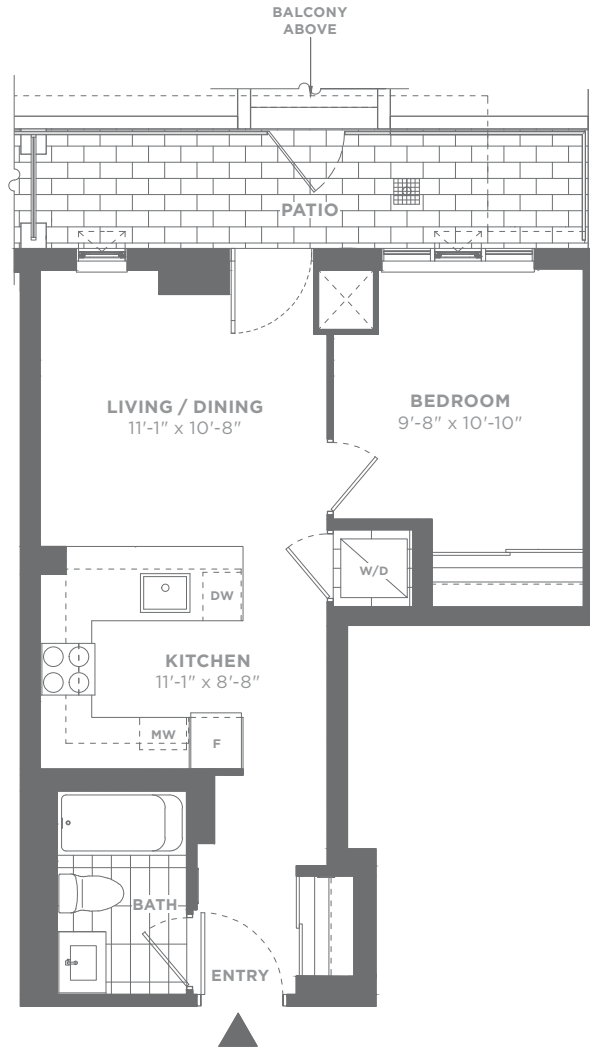 BALCONY
ABOVE
PATIO
LIVING / DINING
11'-1" x 10'-8"
BEDROOM
9'-8" x 10'-10"
W/D
DW
KITCHEN
11'-1" x 8'-8"
MW
F
BATH
ENTRY